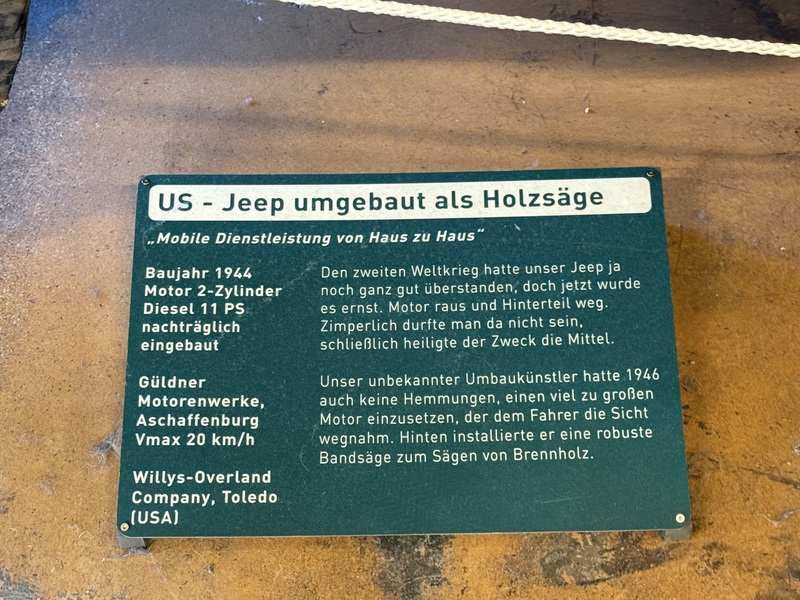 US - Jeep umgebaut als Holzsäge
„Mobile Dienstleistung von Haus zu Haus“
Baujahr 1944
Motor 2-Zylinder
Diesel 11 PS
nachträglich
eingebaut
Güldner
Motorenwerke,
Aschaffenburg
Vmax 20 km/h
Willys-Overland
Company, Toledo
(USA)
Den zweiten Weltkrieg hatte unser Jeep ja
noch ganz gut überstanden, doch jetzt wurde
es ernst. Motor raus und Hinterteil weg.
Zimperlich durfte man da nicht sein,
schließlich heiligte der Zweck die Mittel.
Unser unbekannter Umbaukünstler hatte 1946
auch keine Hemmungen, einen viel zu großen
Motor einzusetzen, der dem Fahrer die Sicht
wegnahm. Hinten installierte er eine robuste
Bandsäge zum Sägen von Brennholz.